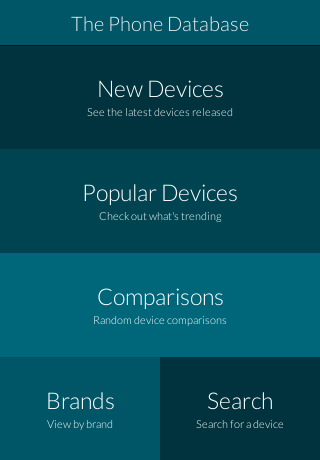 The Phone Database
New Devices
See the latest devices released
Popular Devices
Check out what's trending
Comparisons
Random device comparisons
Brands
View by brand
Search
Search for a device